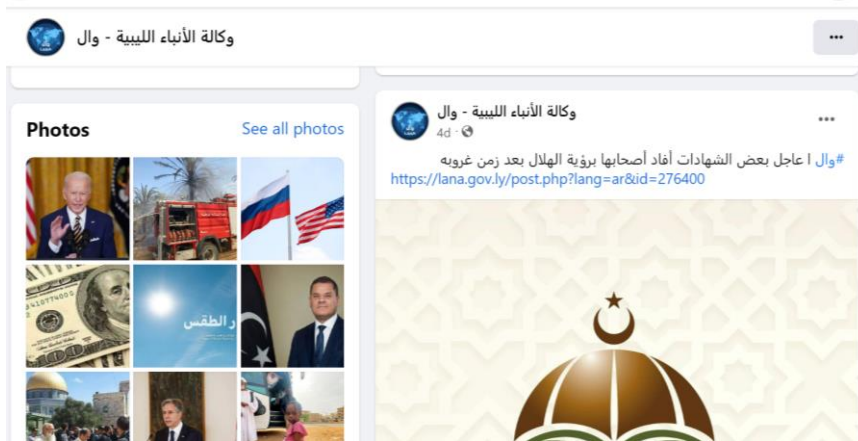 وكالة الأنباء الليبية - وال
Photos
See all photos
ر الطقس
وكالة الأنباء الليبية - وال
4d
#وال ا عاجل بعض الشهادات أفاد أصحابها برؤية الهلال بعد زمن غروبه
https://lana.gov.ly/post.php?lang=ar&id=276400